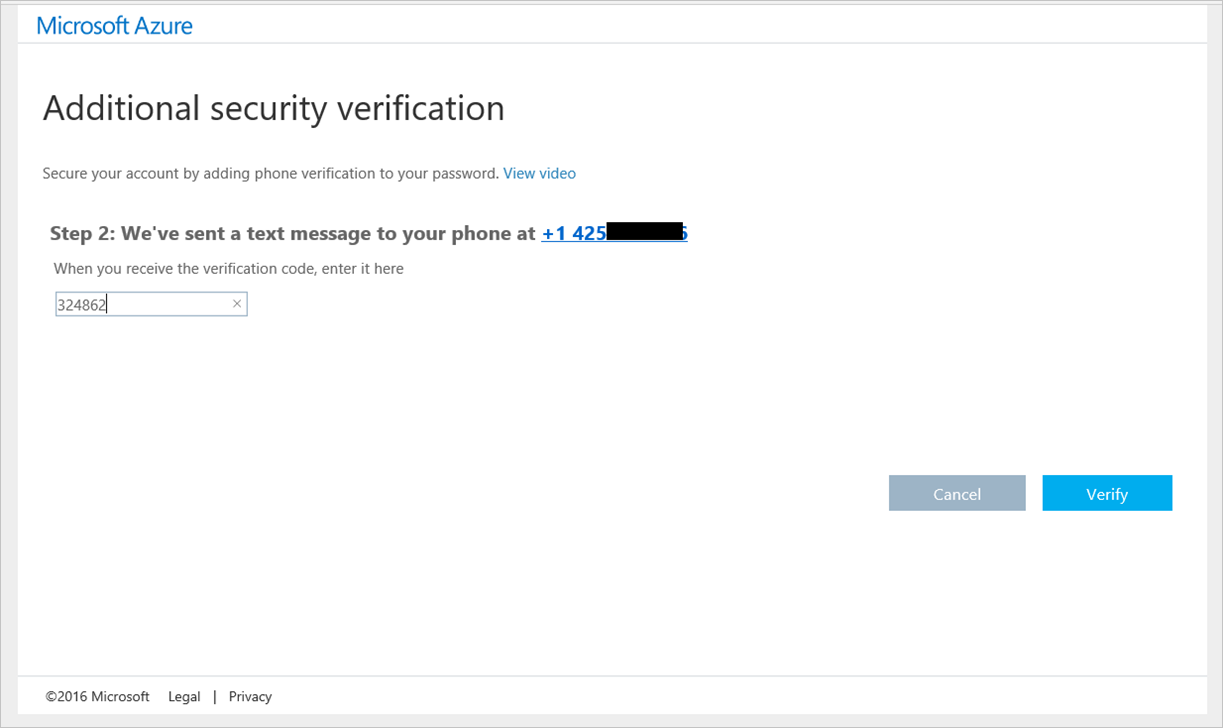 Microsoft Azure
Additional security verification
Secure your account by adding phone verification to your password. View video
Step 2: We've sent a text message to your phone at +1 425
When you receive the verification code, enter it here
324862 ×
Cancel Verify
©2016 Microsoft Legal | Privacy